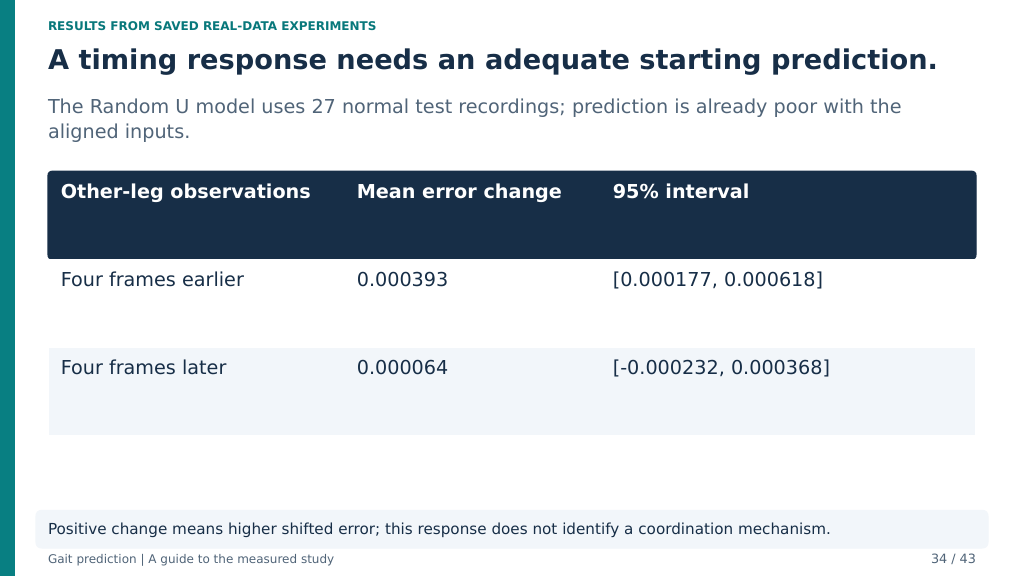 RESULTS FROM SAVED REAL-DATA EXPERIMENTS
A timing response needs an adequate starting prediction.
The Random U model uses 27 normal test recordings; prediction is already poor with the
aligned inputs.
Other-leg observations Mean error change 95% interval
Four frames earlier 0.000393 [0.000177, 0.000618]
Four frames later 0.000064 [-0.000232, 0.000368]
Positive change means higher shifted error; this response does not identify a coordination mechanism.
Gait prediction | A guide to the measured study 34 / 43